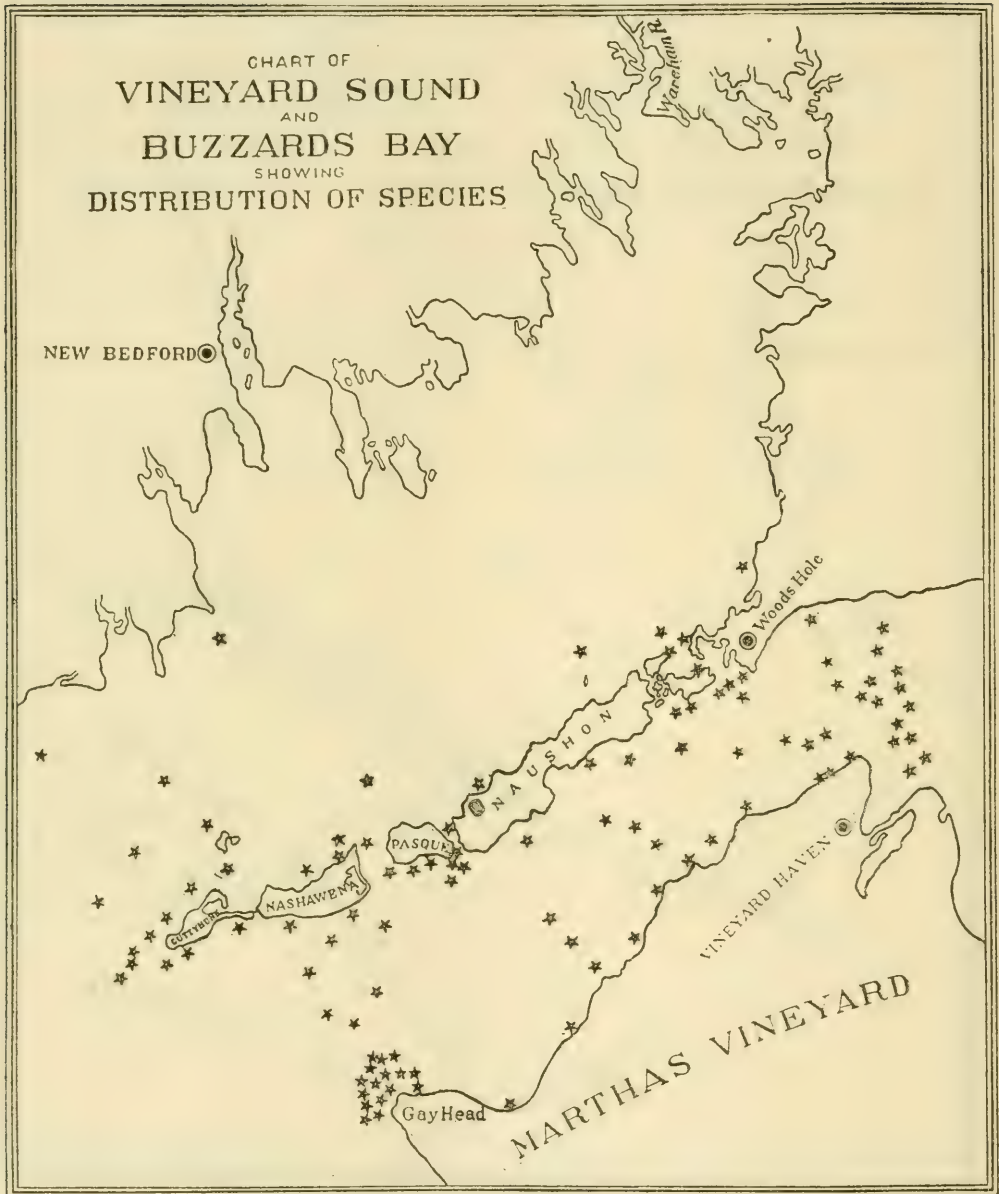 CHART OF
VINEYARD SOUND
AND
BUZZARDS BAY
SHOWING
DISTRIBUTION OF SPECIES
Wareham R.
NEW BEDFORD
Woods Hole
NAUSHON
PASQUE
NASHAWENA
CUTTYHUNK
VINEYARD HAVEN
MARTHAS VINEYARD
Gay Head